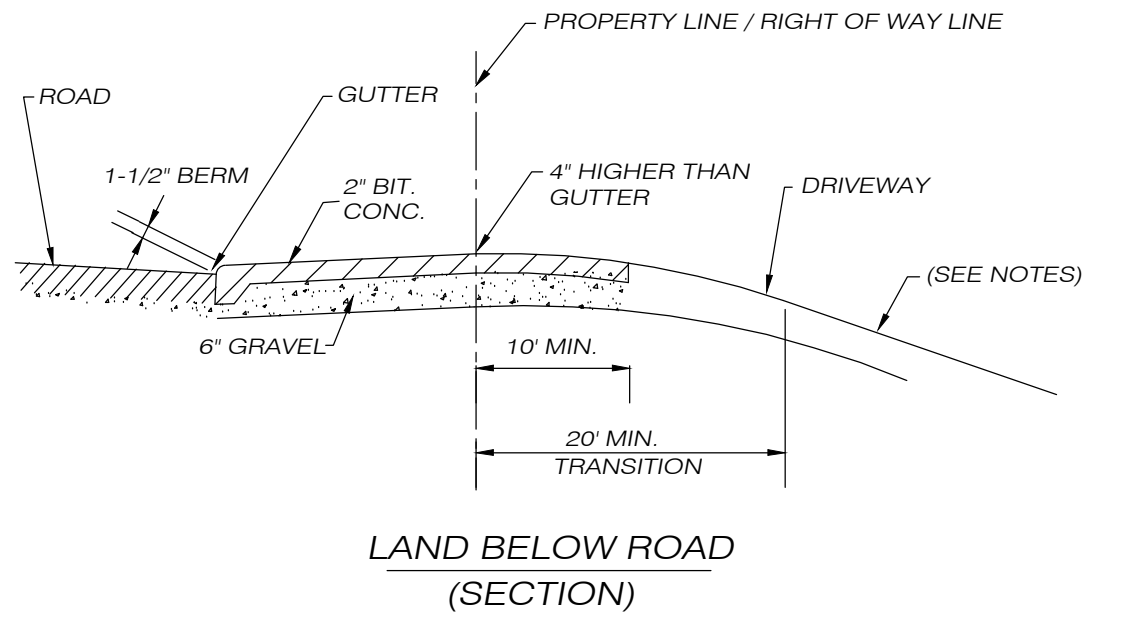 PROPERTY LINE / RIGHT OF WAY LINE
ROAD
GUTTER
1-1/2" BERM
2" BIT.
CONC.
4" HIGHER THAN
GUTTER
DRIVEWAY
(SEE NOTES)
6" GRAVEL
10' MIN.
20' MIN.
TRANSITION
LAND BELOW ROAD
(SECTION)